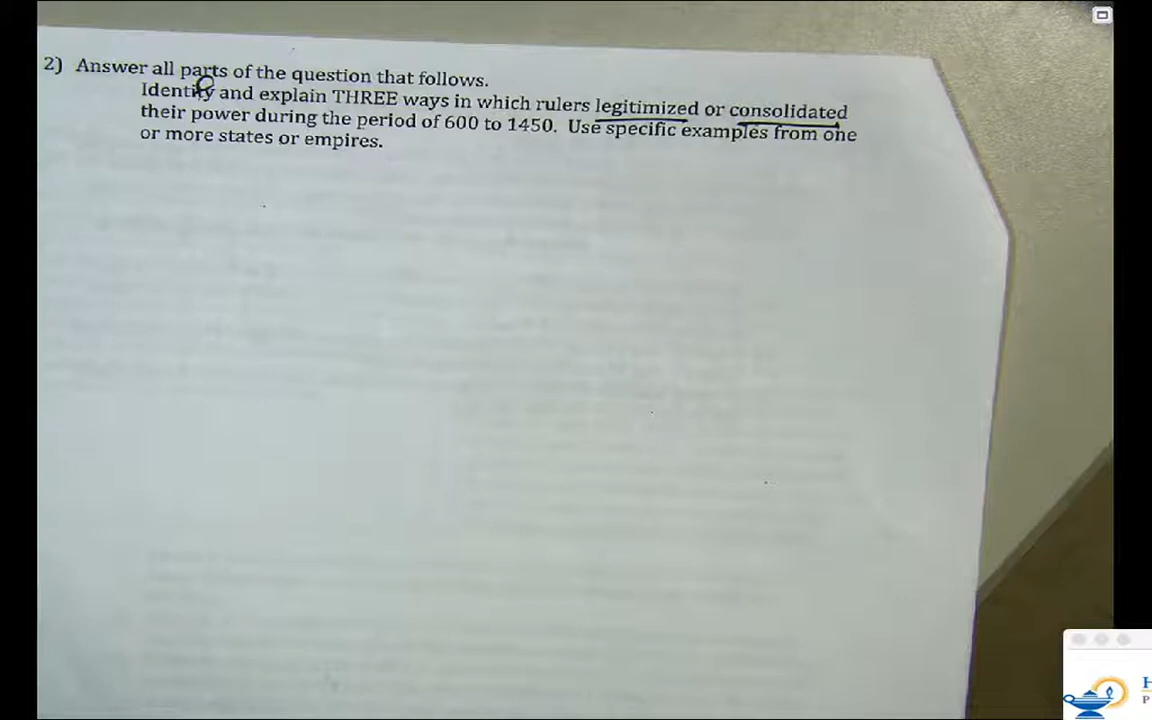 2) Answer all parts of the question that follows.
Identify and explain THREE ways in which rulers legitimized or consolidated
their power during the period of 600 to 1450. Use specific examples from one
or more states or empires.
H
P